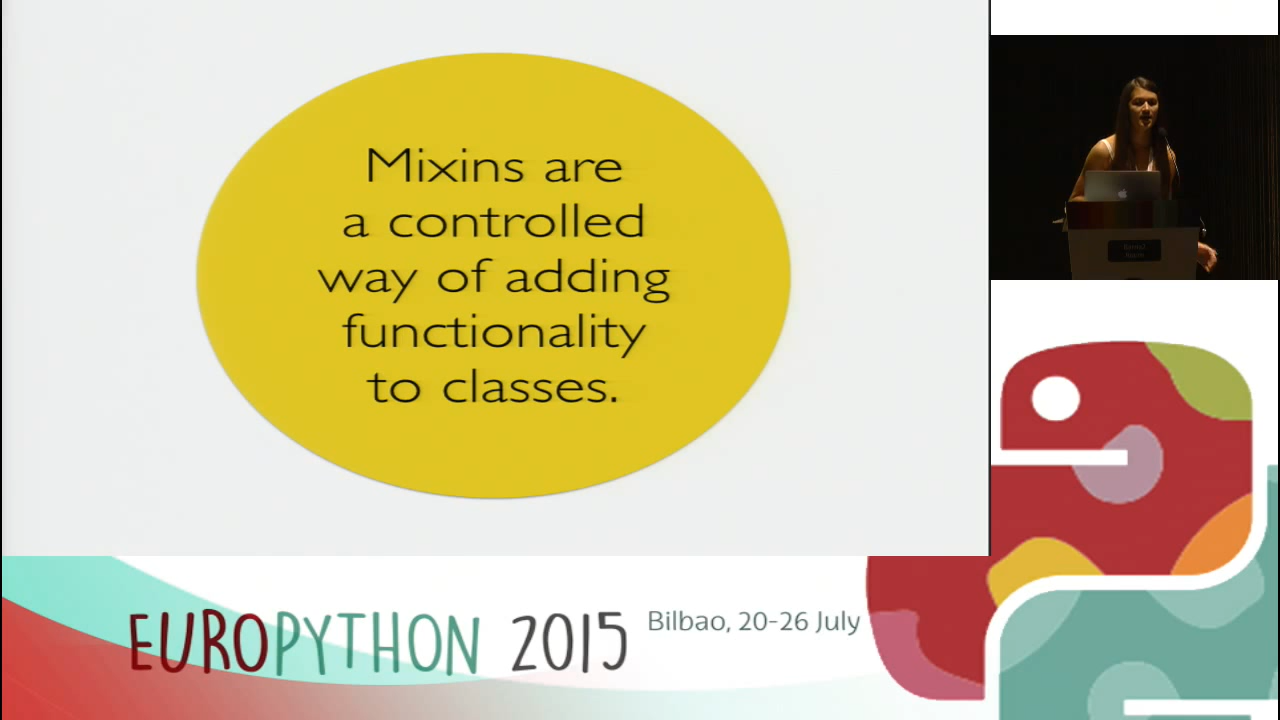 Mixins are
a controlled
way of adding
functionality
to classes.
EUROPYTHON 2015
Bilbao, 20-26 July